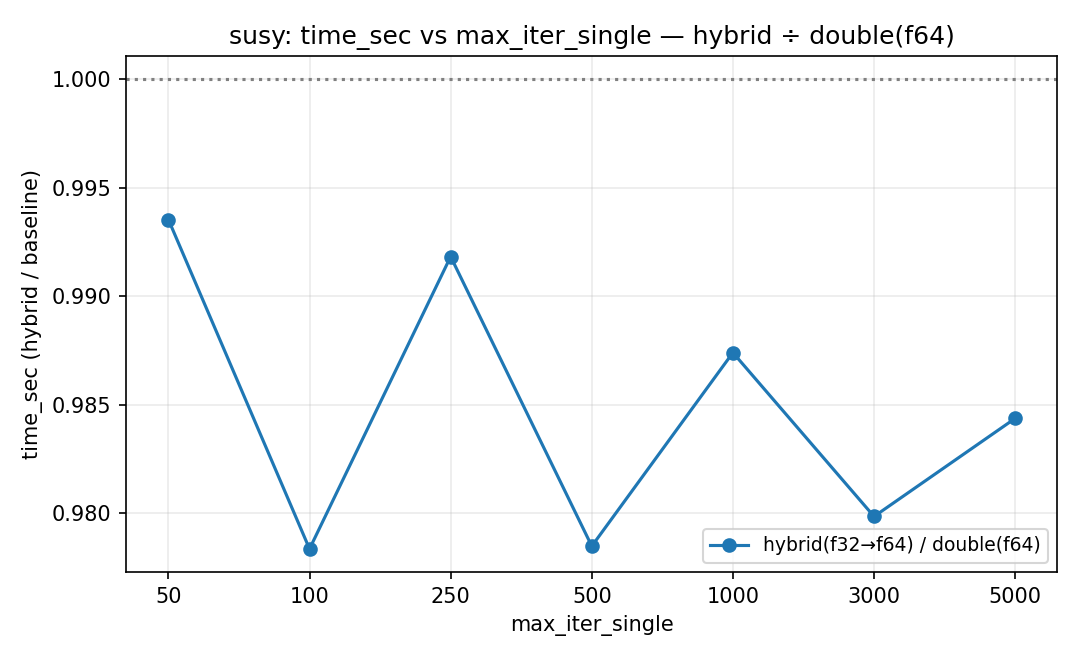 susy: time_sec vs max_iter_single — hybrid ÷ double(f64)
time_sec (hybrid / baseline)
1.000
0.995
0.990
0.985
0.980
hybrid(f32→f64) / double(f64)
50 100 250 500 1000 3000 5000
max_iter_single